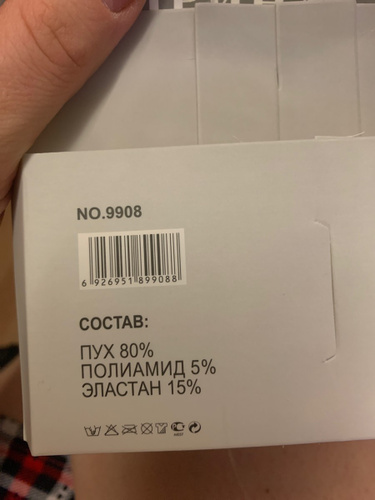 NO.9908
6 926951 899088
СОСТАВ:
ПУХ 80%
ПОЛИАМИД 5%
ЭЛАСТАН 15%